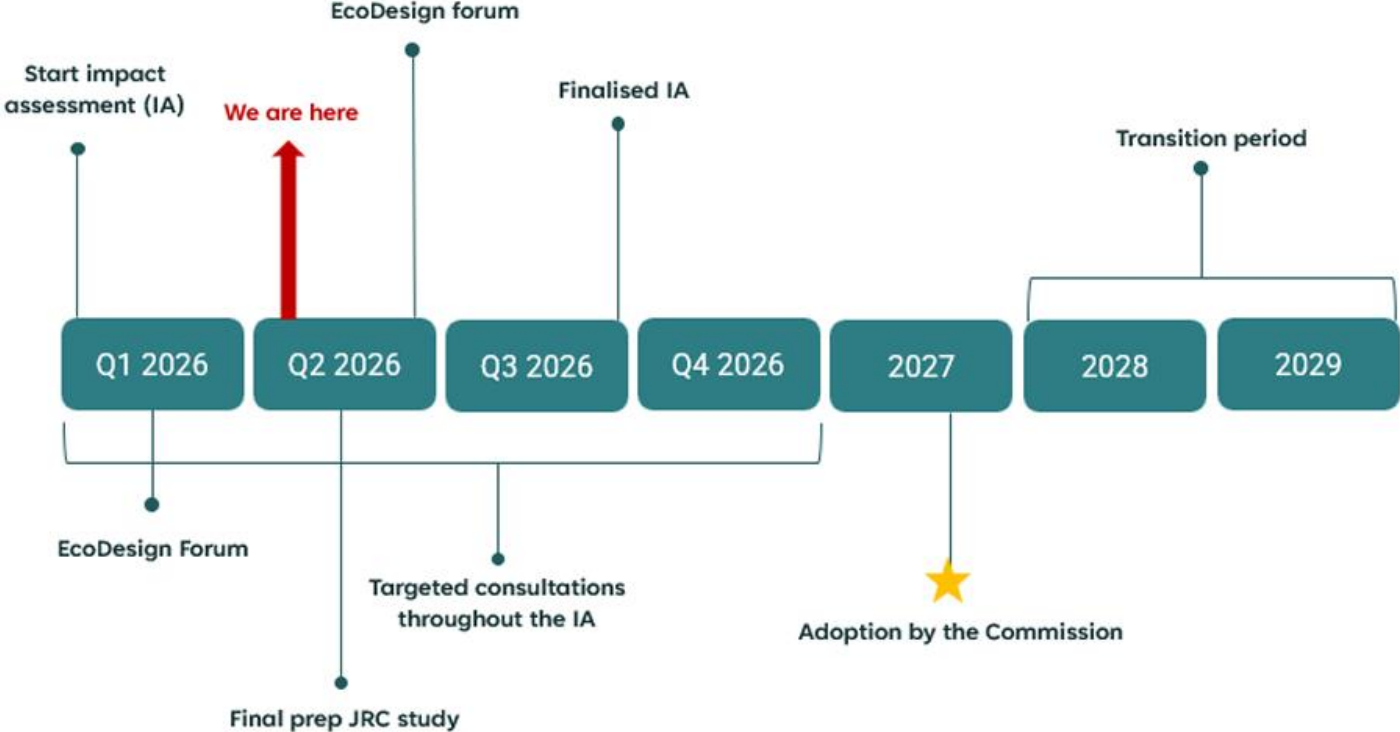 EcoDesign forum
Start impact
assessment (IA)
We are here
Finalised IA
Transition period
Q1 2026
Q2 2026
Q3 2026
Q4 2026
2027
2028
2029
EcoDesign Forum
Targeted consultations
throughout the IA
Adoption by the Commission
Final prep JRC study